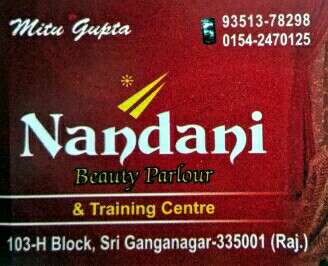 Mitu Gupta
93513-78298
0154-2470125
Nandani
Beauty Parlour
& Training Centre
103-H Block, Sri Ganganagar-335001 (Raj.)